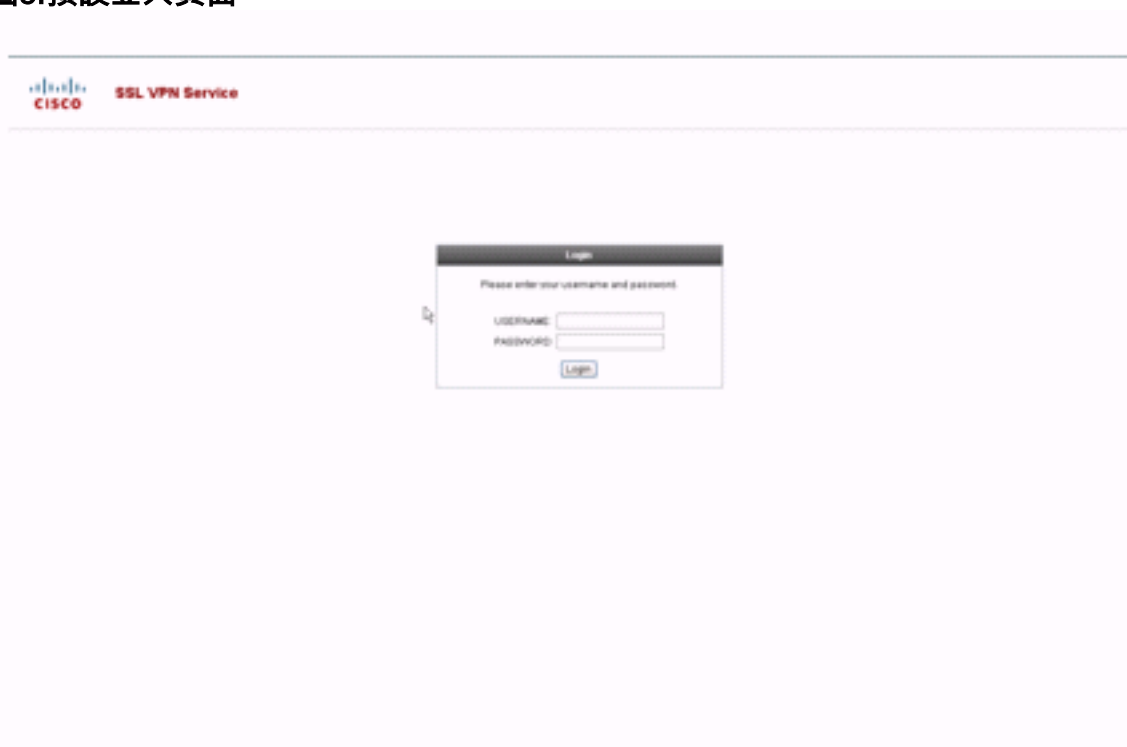 CISCO
SSL VPN Service
Login
Please enter your username and password.
USERNAME:
PASSWORD:
Login